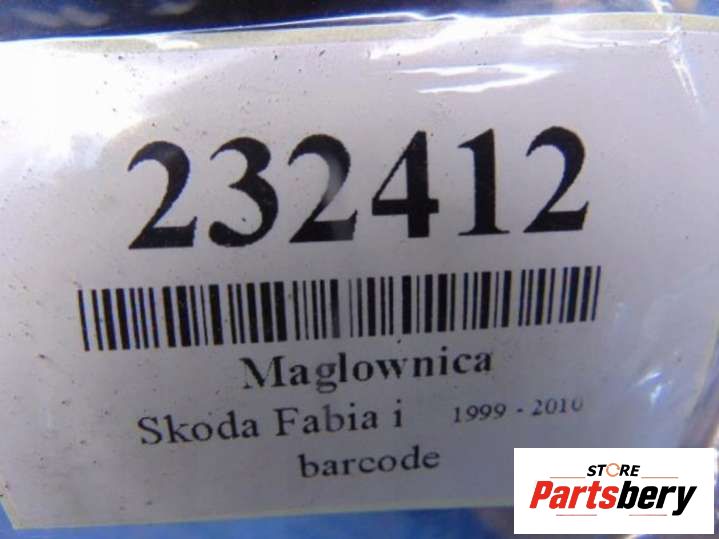 232412
Maglownica
Skoda Fabia i 1999 - 2010
barcode
STORE
Partsbery